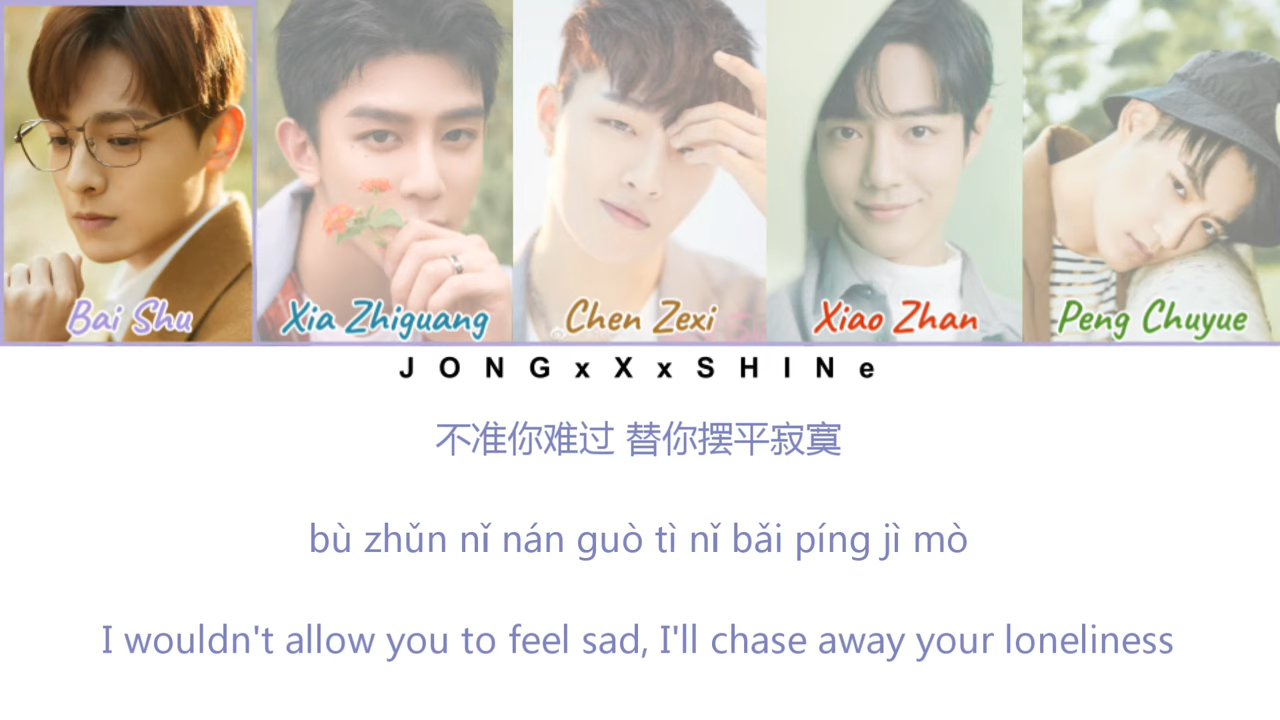 Bai Shu
Xia Zhiguang
Chen Zexi
Xiao Zhan
Peng Chuyue
J O N G x X x S H I N e
不准你难过 替你摆平寂寞
bù zhǔn nǐ nán guò tì nǐ bǎi píng jì mò
I wouldn't allow you to feel sad, I'll chase away your loneliness